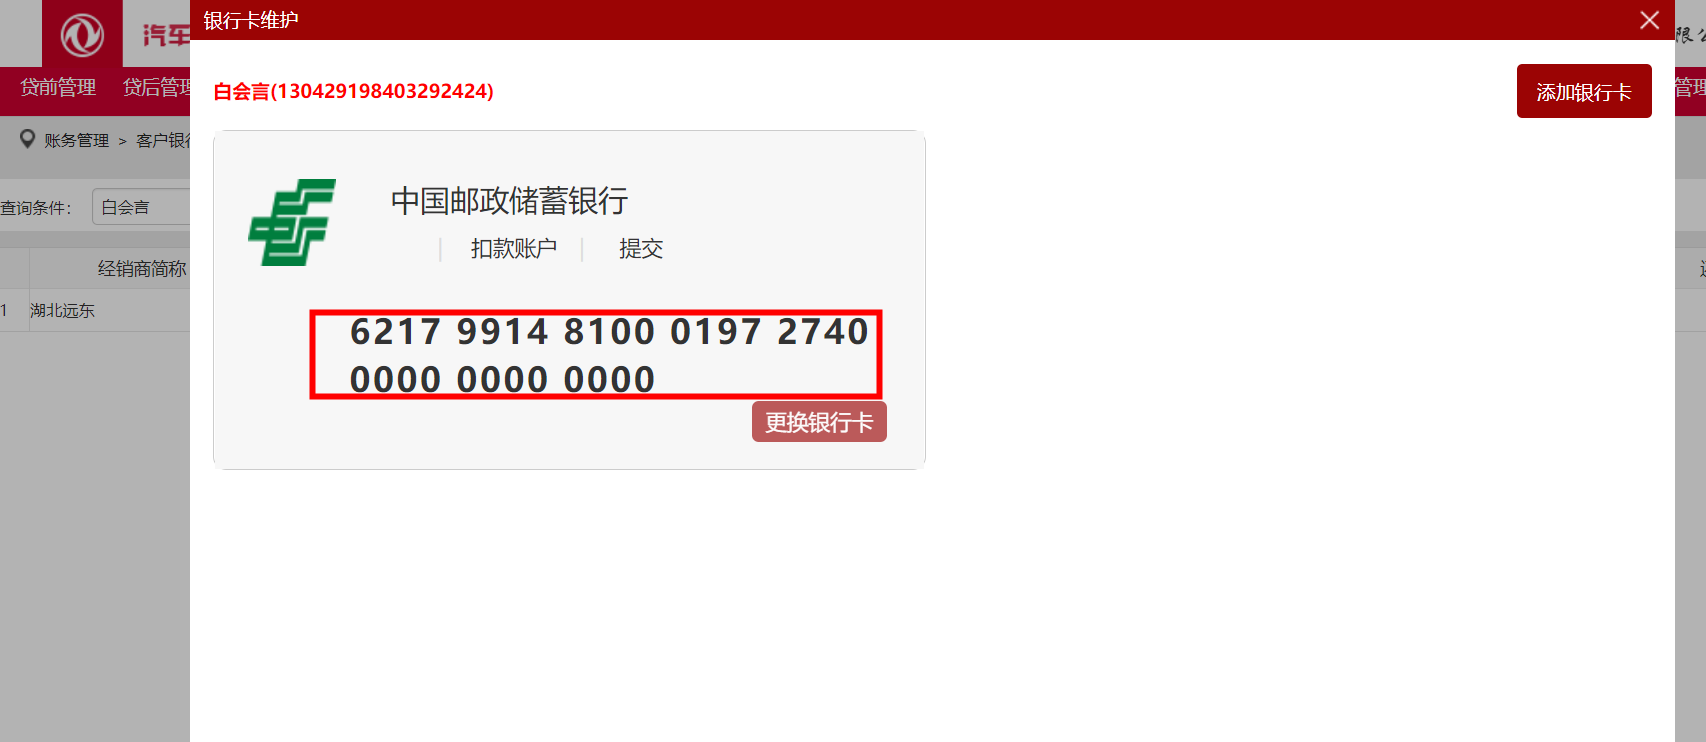 银行卡维护
汽车
限公
贷前管理 贷后管理
管理
白会言(130429198403292424)
添加银行卡
账务管理 > 客户银行
查询条件： 白会言
中国邮政储蓄银行
扣款账户 提交
经销商简称
1 湖北远东
6217 9914 8100 0197 2740
0000 0000 0000
更换银行卡